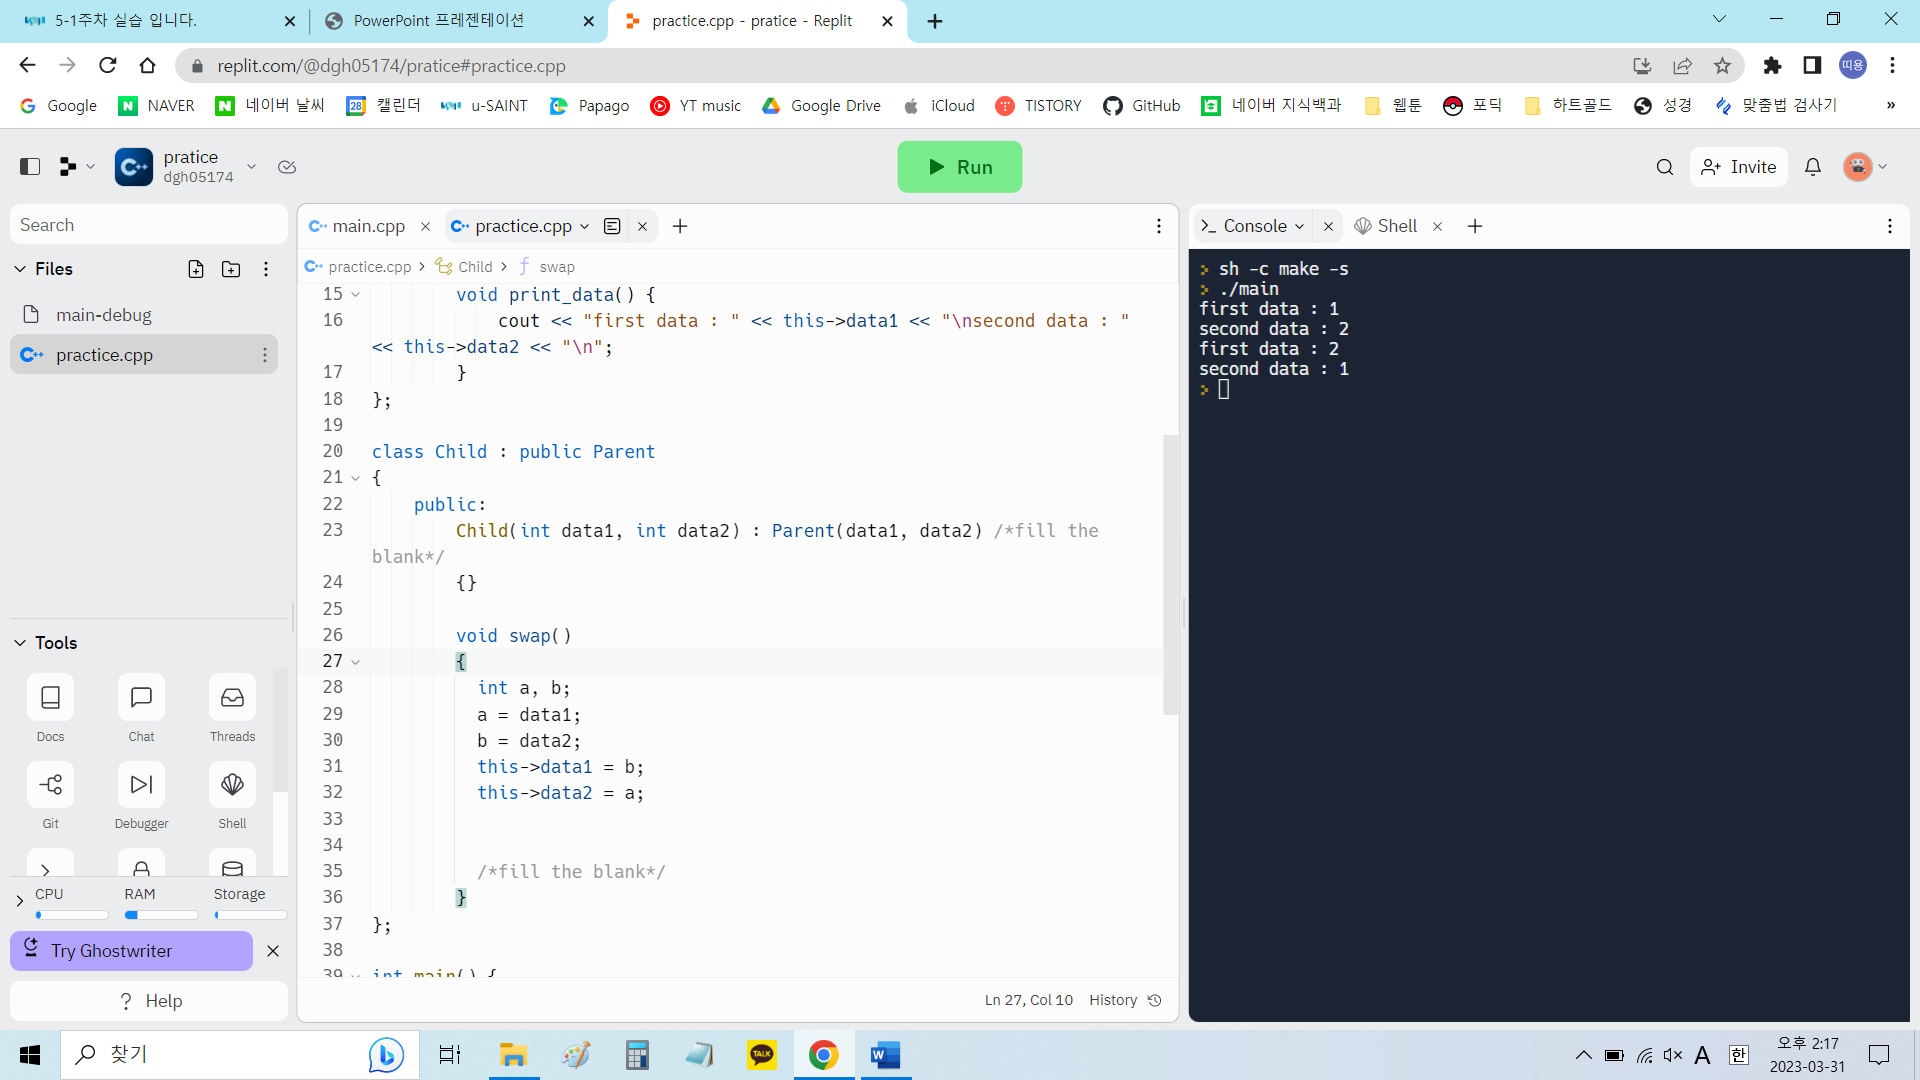 5-1주차 실습 입니다.
PowerPoint 프레젠테이션
practice.cpp - pratice - Replit
replit.com/@dgh05174/pratice#practice.cpp
띠용
Google
NAVER
네이버 날씨
28
캘린더
u-SAINT
Papago
YT music
Google Drive
iCloud
TISTORY
GitHub
네이버 지식백과
웹툰
포딕
하트골드
성경
맞춤법 검사기
»
pratice
dgh05174
Run
Invite
Search
Files
main-debug
practice.cpp
Tools
Docs
Chat
Threads
Git
Debugger
Shell
CPU
RAM
Storage
Try Ghostwriter
? Help
main.cpp
practice.cpp
practice.cpp > Child > swap
15 void print_data() {
16 cout << "first data : " << this->data1 << "\nsecond data : "
<< this->data2 << "\n";
17 }
18 };
19
20 class Child : public Parent
21 {
22 public:
23 Child(int data1, int data2) : Parent(data1, data2) /*fill the
blank*/
24 {}
25
26 void swap()
27 {
28 int a, b;
29 a = data1;
30 b = data2;
31 this->data1 = b;
32 this->data2 = a;
33
34
35 /*fill the blank*/
36 }
37 };
38
39 int main() {
Ln 27, Col 10
History
Console
Shell
> sh -c make -s
> ./main
first data : 1
second data : 2
first data : 2
second data : 1
>
찾기
TALK
W
A
한
오후 2:17
2023-03-31